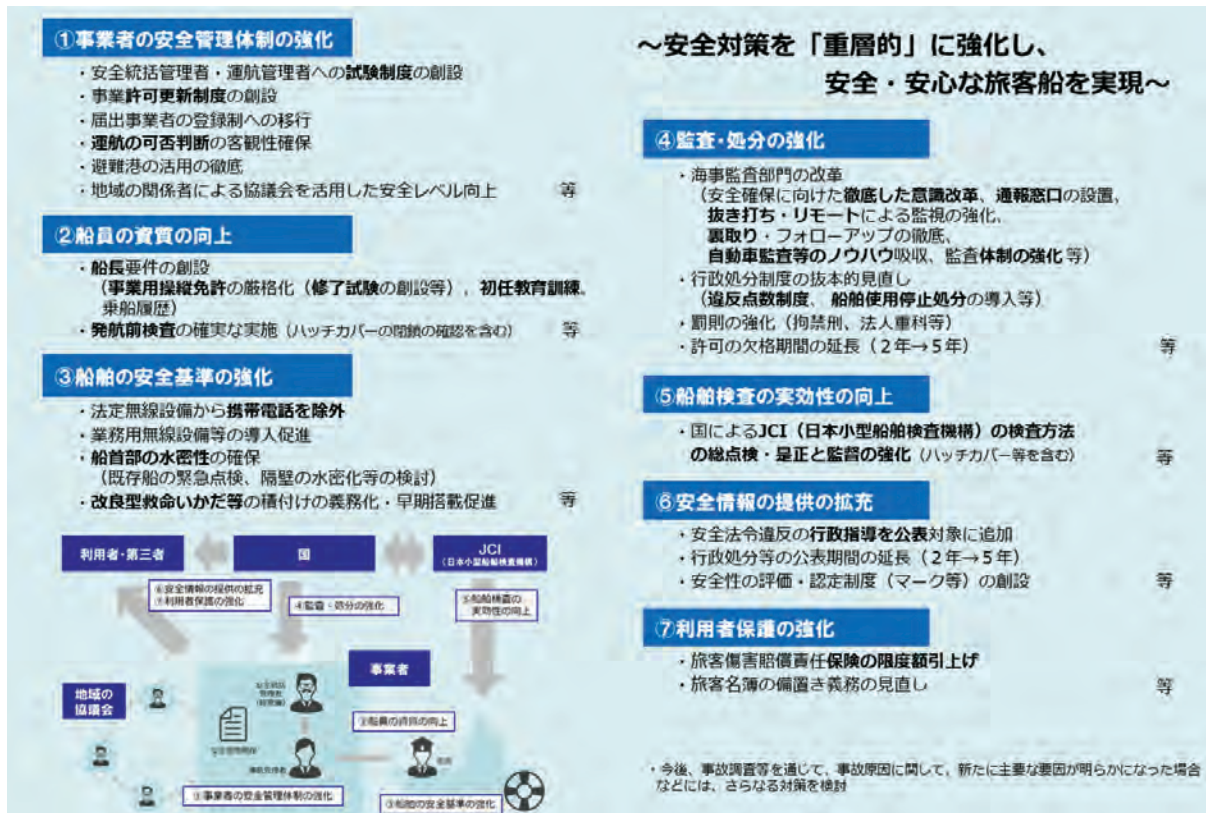 ①事業者の安全管理体制の強化
・安全統括管理者・運航管理者への試験制度の創設
・事業許可更新制度の創設
・届出事業者の登録制への移行
・運航の可否判断の客観性確保
・避難港の活用の徹底
・地域の関係者による協議会を活用した安全レベル向上 等
②船員の資質の向上
・船長要件の創設
（事業用操縦免許の厳格化（修了試験の創設等）, 初任教育訓練、
乗船履歴）
・発航前検査の確実な実施（ハッチカバーの閉鎖の確認を含む） 等
③船舶の安全基準の強化
・法定無線設備から携帯電話を除外
・業務用無線設備等の導入促進
・船首部の水密性の確保
（既存船の緊急点検、隔壁の水密化等の検討）
・改良型救命いかだ等の積付けの義務化・早期搭載促進 等
利用者・第三者
国
JCI
（日本小型船舶検査機構）
⑥安全情報の提供の拡充
⑦利用者保護の強化
④監査・処分の強化
⑤船舶検査の
実効性の向上
事業者
地域の
協議会
安全統括
管理者
②船員の資質の向上
運航管理者
①事業者の安全管理体制の強化
③船舶の安全基準の強化
～安全対策を「重層的」に強化し、
安全・安心な旅客船を実現～
④監査・処分の強化
・海事監査部門の改革
（安全確保に向けた徹底した意識改革、通報窓口の設置、
抜き打ち・リモートによる監視の強化、
裏取り・フォローアップの徹底、
自動車監査等のノウハウ吸収、監査体制の強化 等）
・行政処分制度の抜本的見直し
（違反点数制度、船舶使用停止処分の導入等）
・罰則の強化（拘禁刑、法人重科等）
・許可の欠格期間の延長（２年→５年） 等
⑤船舶検査の実効性の向上
・国によるJCI（日本小型船舶検査機構）の検査方法
の総点検・是正と監督の強化（ハッチカバー等を含む） 等
⑥安全情報の提供の拡充
・安全法令違反の行政指導を公表対象に追加
・行政処分等の公表期間の延長（２年→５年）
・安全性の評価・認定制度（マーク等）の創設 等
⑦利用者保護の強化
・旅客傷害賠償責任保険の限度額引上げ
・旅客名簿の備置き義務の見直し 等
・今後、事故調査等を通じて、事故原因に関して、新たに主要な要因が明らかになった場合
などには、さらなる対策を検討